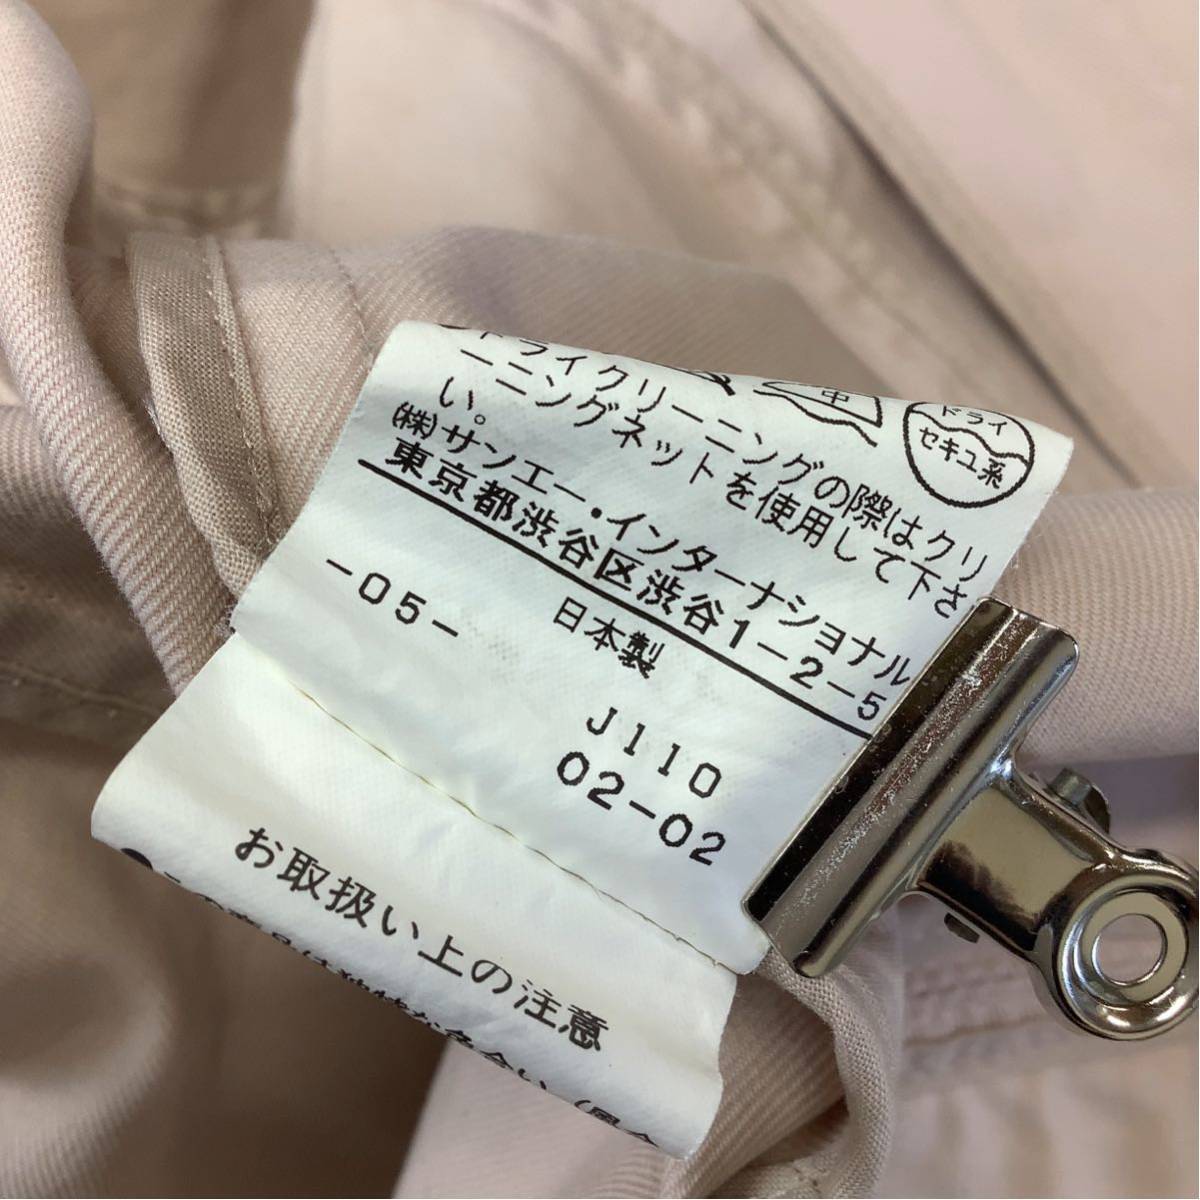 中
ドライ
セキユ系
ドライクリーニングの際はクリ
ーニングネットを使用して下さ
い。
(株)サンエー・インターナショナル
東京都渋谷区渋谷1-2-5
日本製
-05-
J110
02-02
お取扱い上の注意